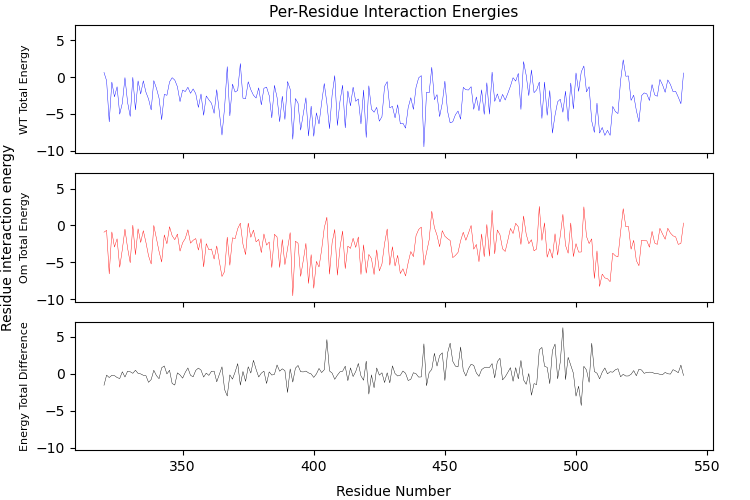 Per-Residue Interaction Energies
Residue interaction energy
WT Total Energy
5
0
−5
−10
Om Total Energy
5
0
−5
−10
Energy Total Difference
5
0
−5
−10
350
400
450
500
550
Residue Number